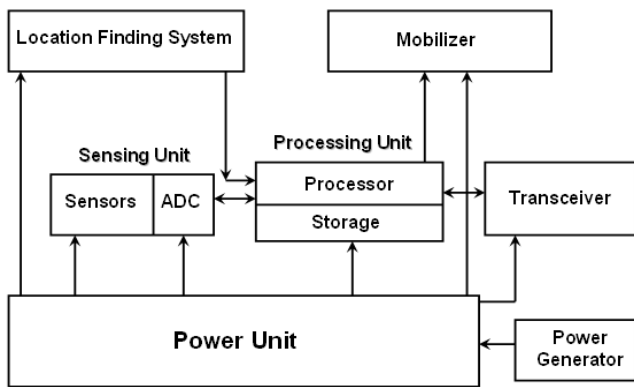 Location Finding System
Mobilizer
Processing Unit
Sensing Unit
Processor
Sensors
ADC
Transceiver
Storage
Power Unit
Power
Generator